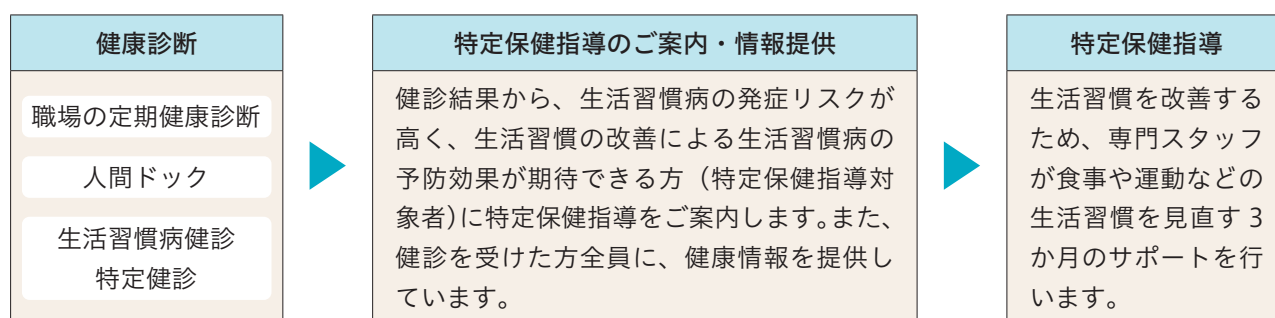 健康診断
職場の定期健康診断
人間ドック
生活習慣病健診
特定健診
特定保健指導のご案内・情報提供
健診結果から、生活習慣病の発症リスクが
高く、生活習慣の改善による生活習慣病の
予防効果が期待できる方（特定保健指導対
象者）に特定保健指導をご案内します。また、
健診を受けた方全員に、健康情報を提供し
ています。
特定保健指導
生活習慣を改善する
ため、専門スタッフ
が食事や運動などの
生活習慣を見直す3
か月のサポートを行
います。